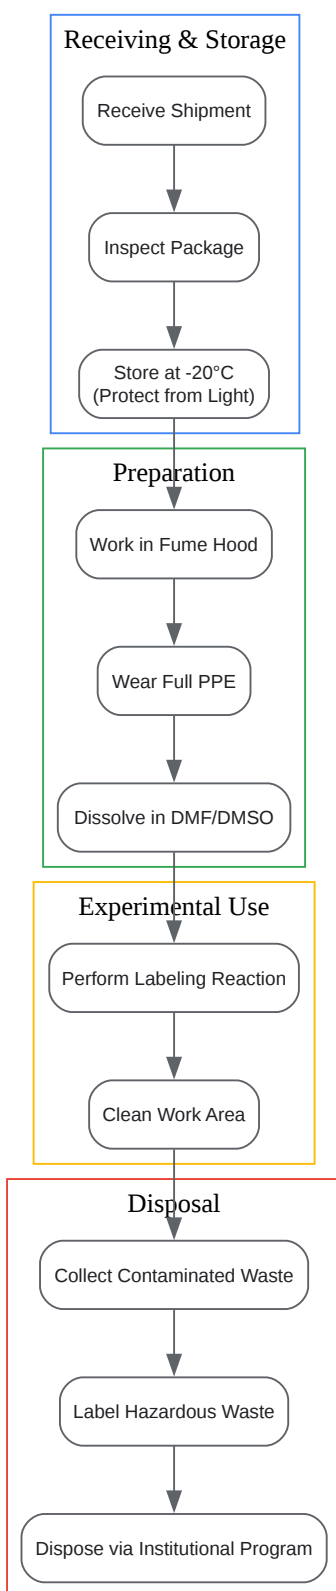 Receiving & Storage
Receive Shipment
Inspect Package
Store at -20°C
(Protect from Light)
Preparation
Work in Fume Hood
Wear Full PPE
Dissolve in DMF/DMSO
Experimental Use
Perform Labeling Reaction
Clean Work Area
Disposal
Collect Contaminated Waste
Label Hazardous Waste
Dispose via Institutional Program